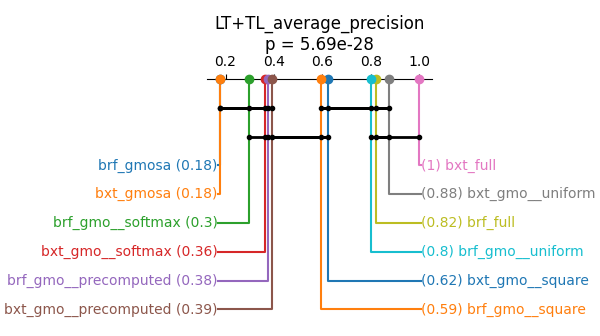 LT+TL_average_precision
p = 5.69e-28
0.2 0.4 0.6 0.8 1.0
brf_gmosa (0.18) (1) bxt_full
bxt_gmosa (0.18) (0.88) bxt_gmo__uniform
brf_gmo__softmax (0.3) (0.82) brf_full
bxt_gmo__softmax (0.36) (0.8) brf_gmo__uniform
brf_gmo__precomputed (0.38) (0.62) bxt_gmo__square
bxt_gmo__precomputed (0.39) (0.59) brf_gmo__square